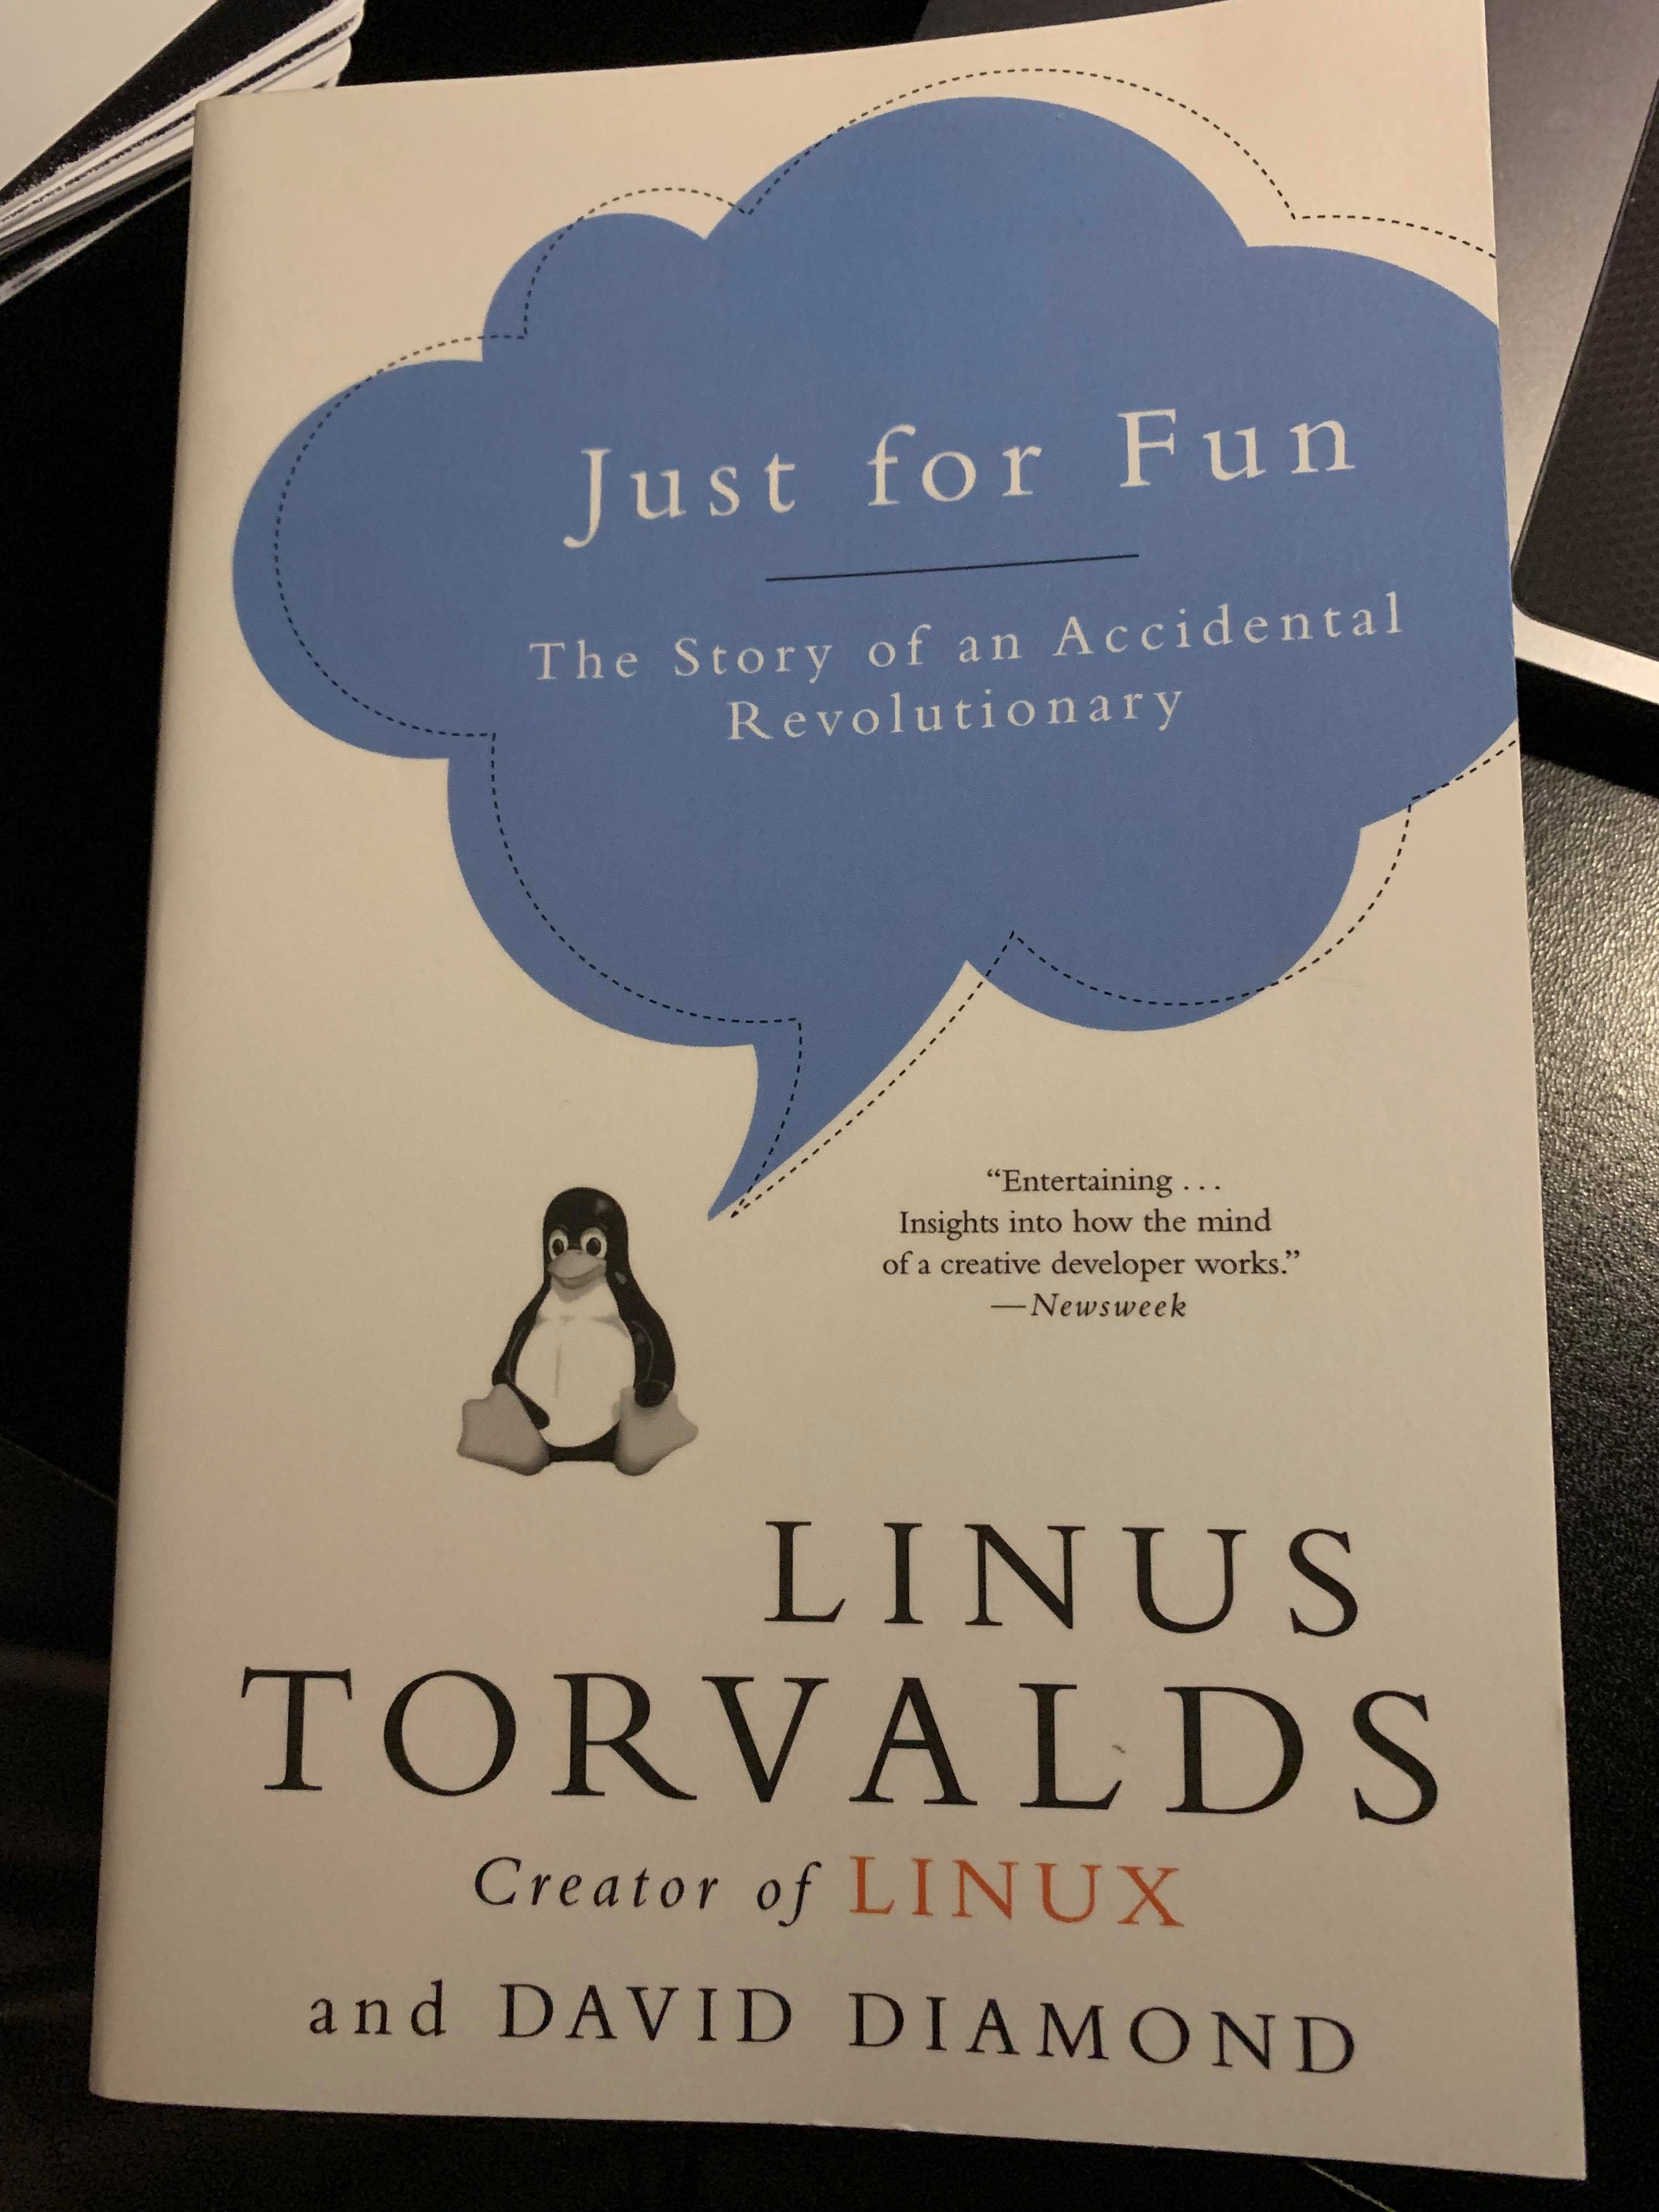 Just for Fun
The Story of an Accidental
Revolutionary
“Entertaining . . .
Insights into how the mind
of a creative developer works.”
—Newsweek
LINUS
TORVALDS
Creator of LINUX
and DAVID DIAMOND